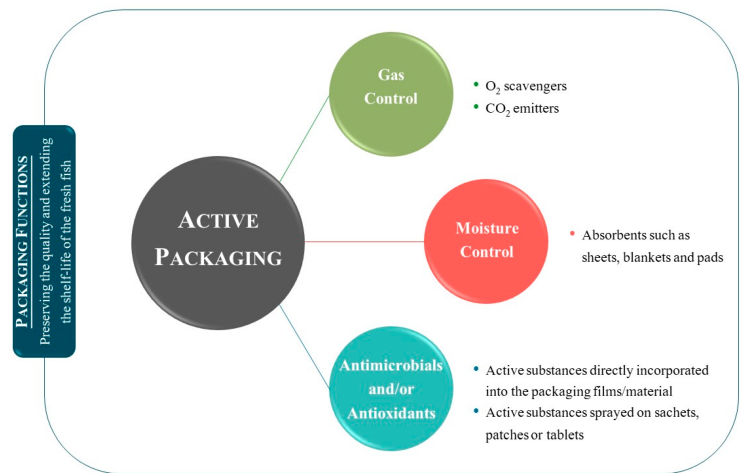 PACKAGING FUNCTIONS
Preserving the quality and extending
the shelf-life of the fresh fish
ACTIVE
PACKAGING
Gas
Control
• O₂ scavengers
• CO₂ emitters
Moisture
Control
• Absorbents such as
sheets, blankets and pads
Antimicrobials
and/or
Antioxidants
• Active substances directly incorporated
into the packaging films/material
• Active substances sprayed on sachets,
patches or tablets